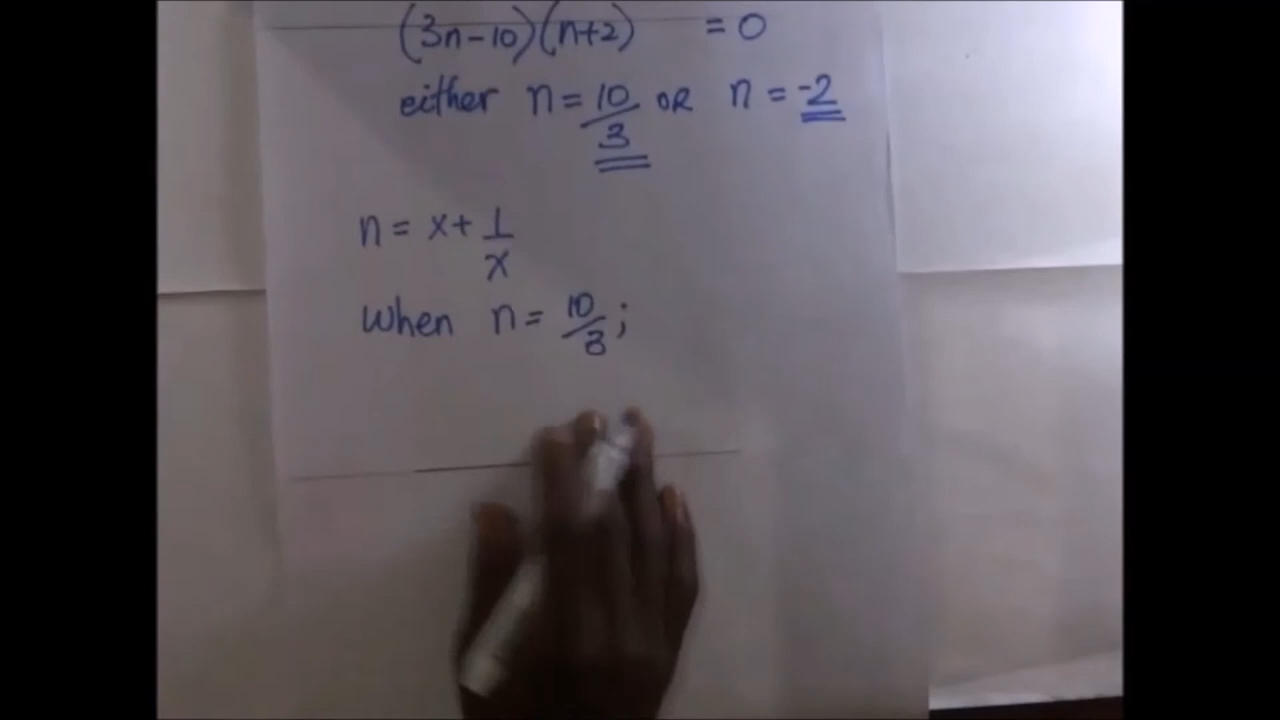 (3n-10)(n+2) = 0
either n = 10/3 OR n = -2
n = x + 1/x
When n = 10/3;